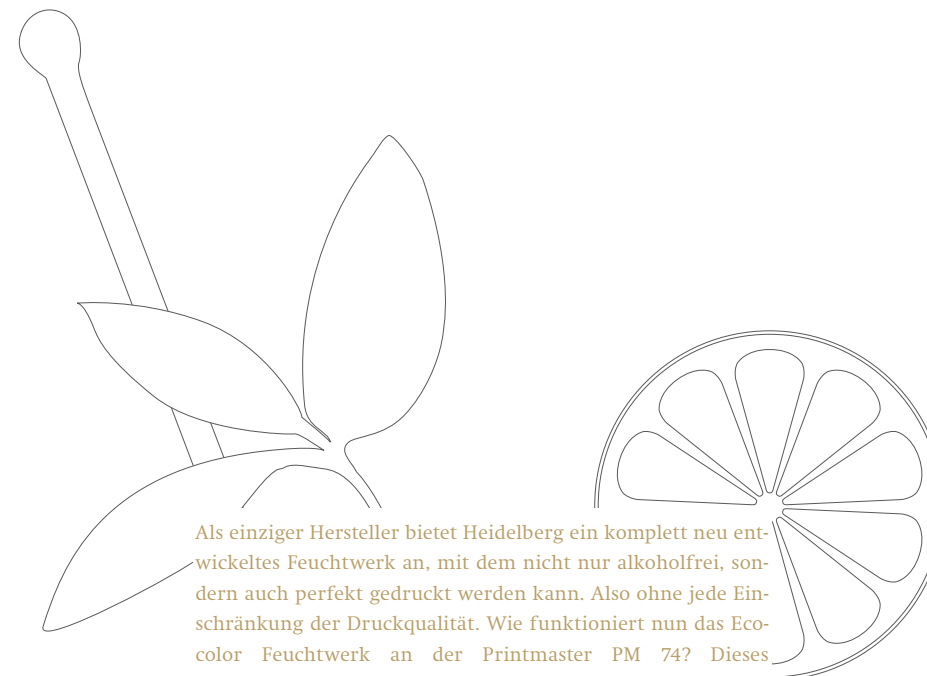 Als einziger Hersteller bietet Heidelberg ein komplett neu ent-
wickeltes Feuchtwerk an, mit dem nicht nur alkoholfrei, son-
dern auch perfekt gedruckt werden kann. Also ohne jede Ein-
schränkung der Druckqualität. Wie funktioniert nun das Eco-
color Feuchtwerk an der Printmaster PM 74? Dieses